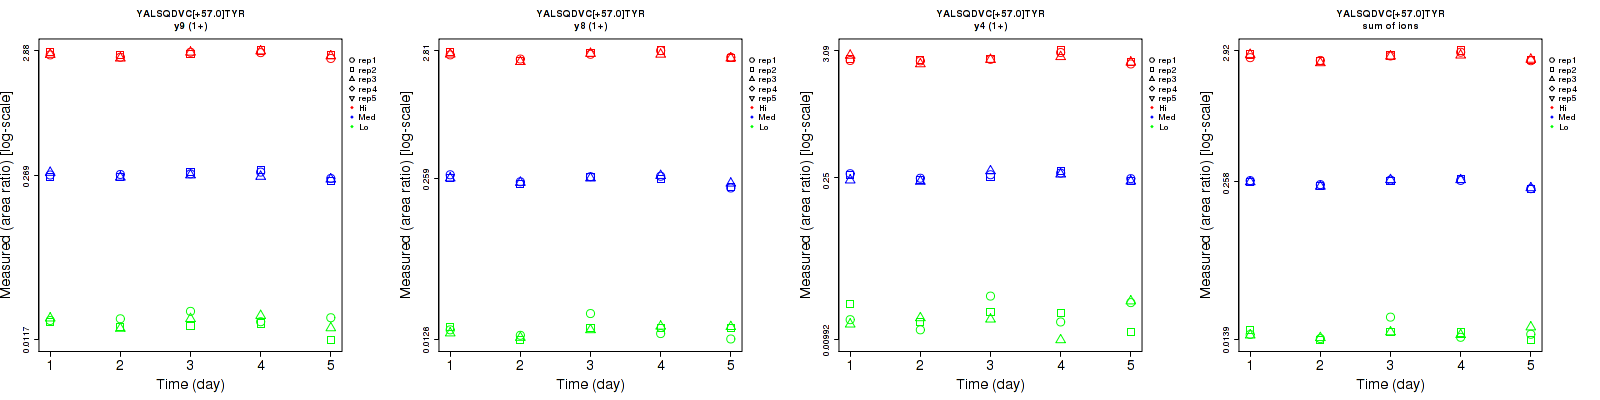 YALSQDVC[+57.0]TYR
y9 (1+)
Measured (area ratio) [log-scale]
2.88
0.289
0.017
1 2 3 4 5
Time (day)
rep1
rep2
rep3
rep4
rep5
Hi
Med
Lo
YALSQDVC[+57.0]TYR
y8 (1+)
Measured (area ratio) [log-scale]
2.81
0.259
0.0126
1 2 3 4 5
Time (day)
rep1
rep2
rep3
rep4
rep5
Hi
Med
Lo
YALSQDVC[+57.0]TYR
y4 (1+)
Measured (area ratio) [log-scale]
3.09
0.25
0.00992
1 2 3 4 5
Time (day)
rep1
rep2
rep3
rep4
rep5
Hi
Med
Lo
YALSQDVC[+57.0]TYR
sum of ions
Measured (area ratio) [log-scale]
2.92
0.258
0.0139
1 2 3 4 5
Time (day)
rep1
rep2
rep3
rep4
rep5
Hi
Med
Lo